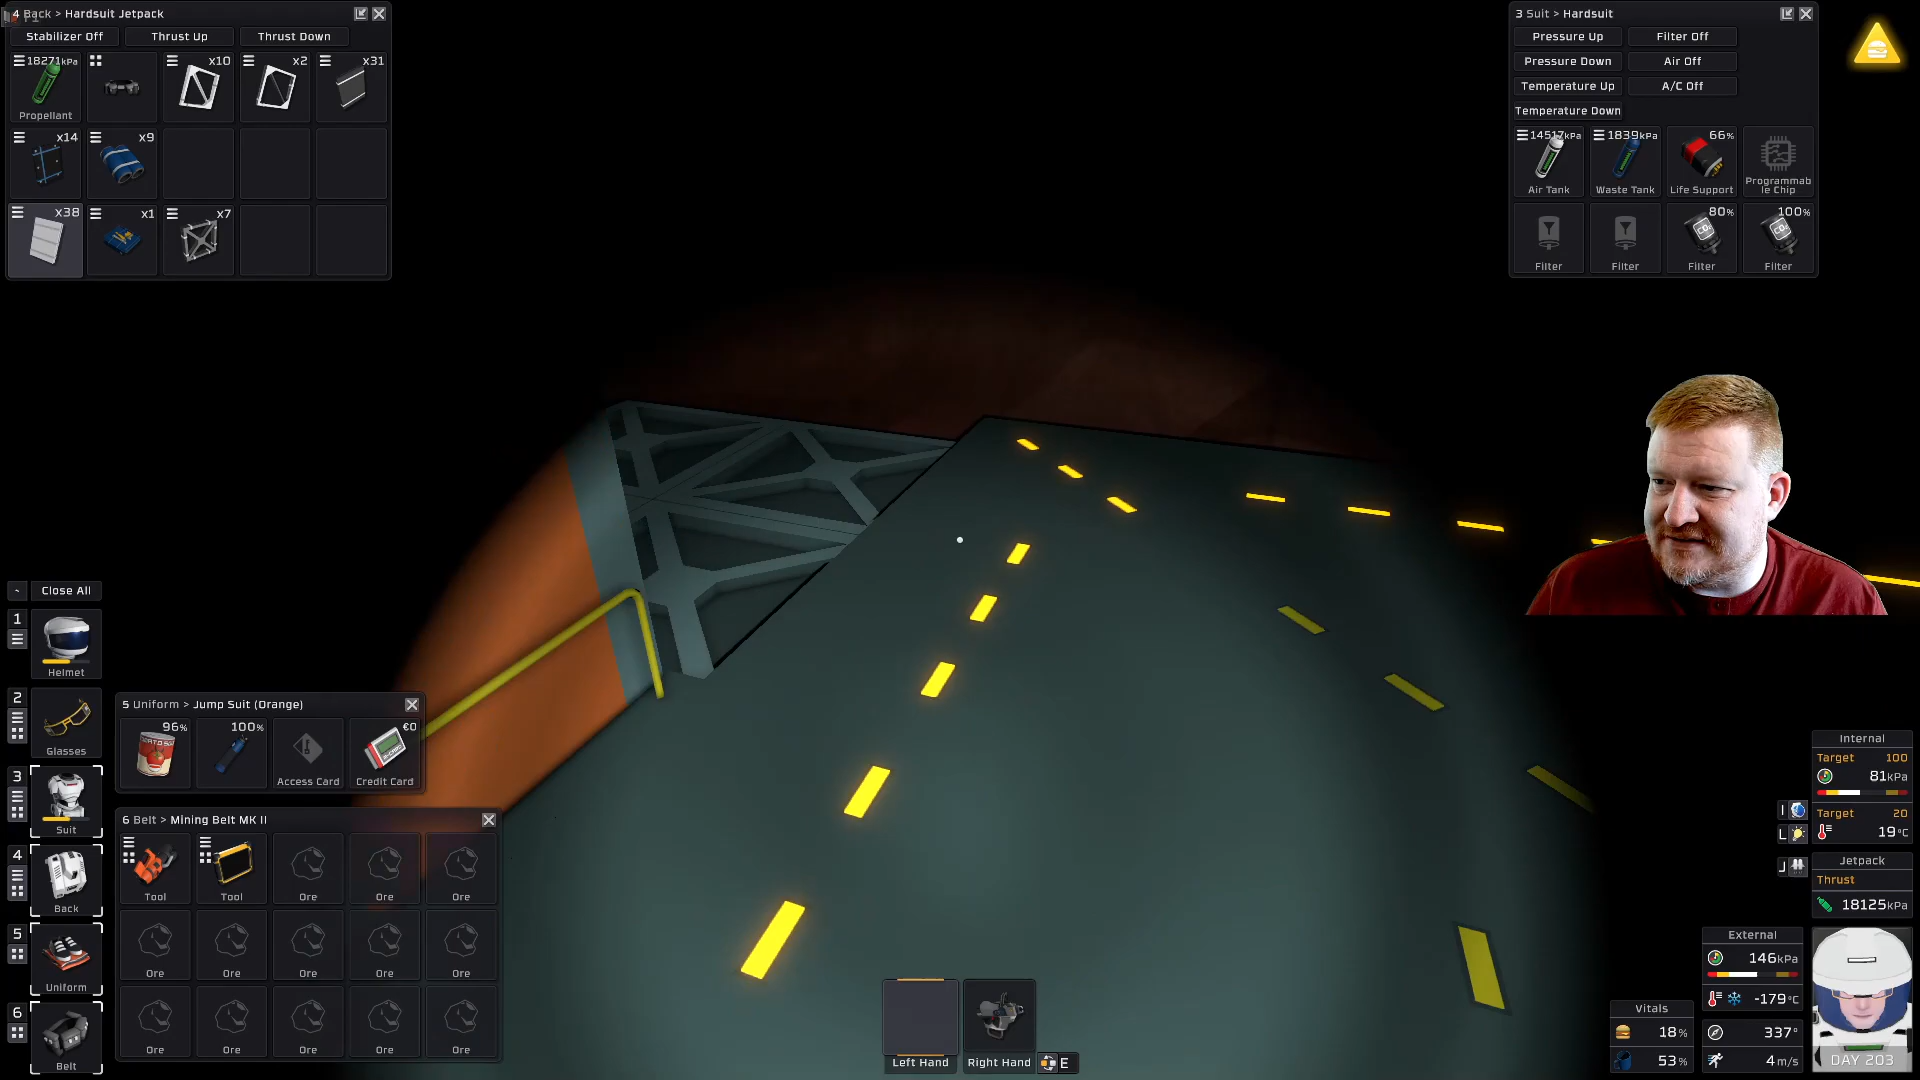 4 Back > Hardsuit Jetpack
Stabilizer Off
Thrust Up
Thrust Down
18271kPa
x10
x2
x31
Propellant
x14
x9
x38
x1
x7
3 Suit > Hardsuit
Pressure Up
Filter Off
Pressure Down
Air Off
Temperature Up
A/C Off
Temperature Down
14517kPa
1839kPa
66%
Air Tank
Waste Tank
Life Support
Programmab
le Chip
80%
100%
Filter
Filter
Filter
Filter
~
Close All
1
Helmet
2
Glasses
3
Suit
4
Back
5
Uniform
6
Belt
5 Uniform > Jump Suit (Orange)
96%
100%
€0
Access Card
Credit Card
6 Belt > Mining Belt MK II
Tool
Tool
Ore
Ore
Ore
Ore
Ore
Ore
Ore
Ore
Ore
Ore
Ore
Ore
Ore
Left Hand
Right Hand
E
Internal
Target 100
81kPa
I
Target 20
L
19°C
Jetpack
J
Thrust
18125kPa
External
146kPa
-179°C
Vitals
18%
337°
53%
4m/s
DAY 203